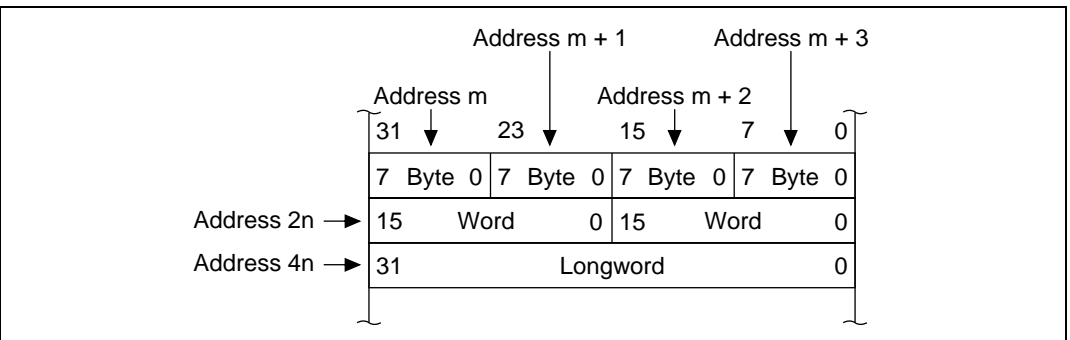 Address m + 1 Address m + 3
Address m Address m + 2
31 23 15 7 0
7 Byte 0 7 Byte 0 7 Byte 0 7 Byte 0
Address 2n 15 Word 0 15 Word 0
Address 4n 31 Longword 0